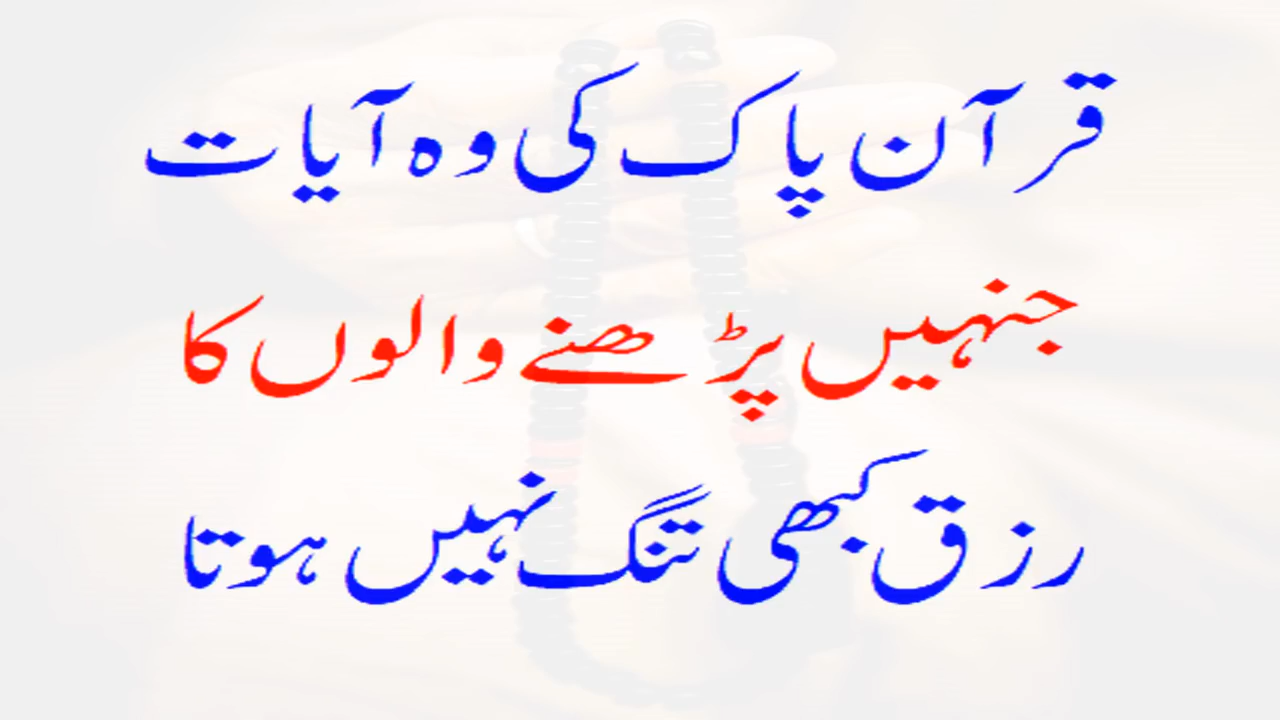 قرآن پاک کی وہ آیات
جنہیں پڑھنے والوں کا
رزق کبھی تنگ نہیں ہوتا